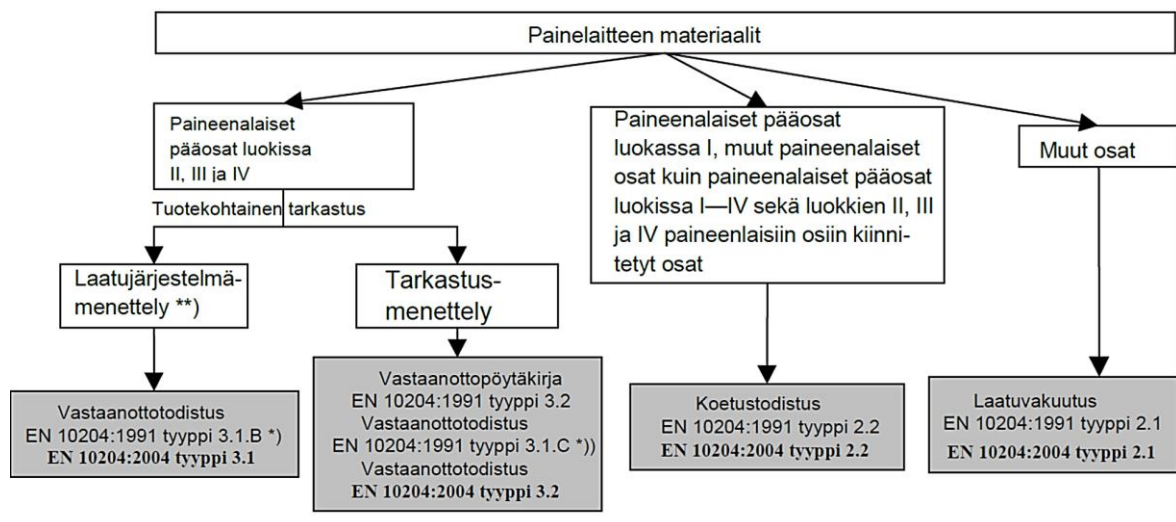 Painelaitteen materiaalit
Paineenalaiset
pääosat luokissa
II, III ja IV
Tuotekohtainen tarkastus
Laatujärjestelmä-
menettely **)
Tarkastus-
menettely
Vastaanottotodistus
EN 10204:1991 tyyppi 3.1.B *)
EN 10204:2004 tyyppi 3.1
Vastaanottopöytäkirja
EN 10204:1991 tyyppi 3.2
Vastaanottotodistus
EN 10204:1991 tyyppi 3.1.C *))
Vastaanottotodistus
EN 10204:2004 tyyppi 3.2
Paineenalaiset pääosat
luokassa I, muut paineenalaiset
osat kuin paineenalaiset pääosat
luokissa I—IV sekä luokkien II, III
ja IV paineenlaisiin osiin kiinni-
tetyt osat
Koetustodistus
EN 10204:1991 tyyppi 2.2
EN 10204:2004 tyyppi 2.2
Muut osat
Laatuvakuutus
EN 10204:1991 tyyppi 2.1
EN 10204:2004 tyyppi 2.1